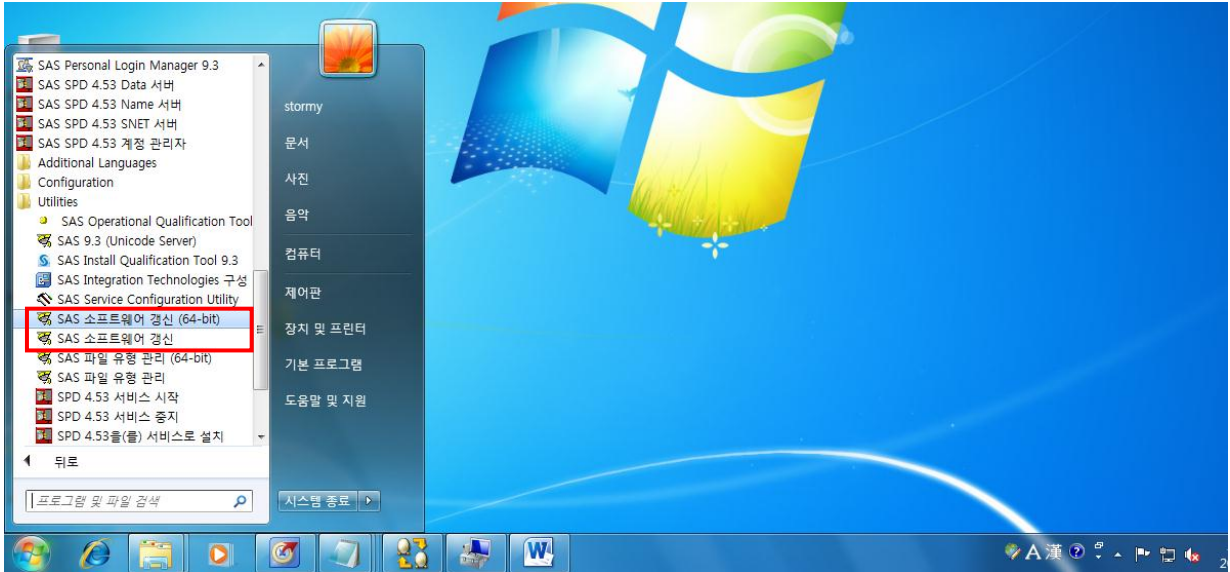 SAS Personal Login Manager 9.3
SAS SPD 4.53 Data 서버
SAS SPD 4.53 Name 서버
SAS SPD 4.53 SNET 서버
SAS SPD 4.53 계정 관리자
Additional Languages
Configuration
Utilities
SAS Operational Qualification Tool
SAS 9.3 (Unicode Server)
SAS Install Qualification Tool 9.3
SAS Integration Technologies 구성
SAS Service Configuration Utility
SAS 소프트웨어 갱신 (64-bit)
SAS 소프트웨어 갱신
SAS 파일 유형 관리 (64-bit)
SAS 파일 유형 관리
SPD 4.53 서비스 시작
SPD 4.53 서비스 중지
SPD 4.53을(를) 서비스로 설치
뒤로
프로그램 및 파일 검색
stormy
문서
사진
음악
컴퓨터
제어판
장치 및 프린터
기본 프로그램
도움말 및 지원
시스템 종료
A 漢
2